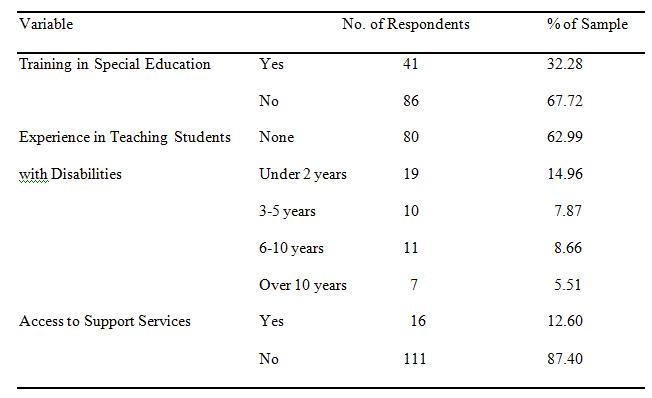 Variable No. of Respondents % of Sample
Training in Special Education Yes 41 32.28
No 86 67.72
Experience in Teaching Students None 80 62.99
with Disabilities Under 2 years 19 14.96
3-5 years 10 7.87
6-10 years 11 8.66
Over 10 years 7 5.51
Access to Support Services Yes 16 12.60
No 111 87.40